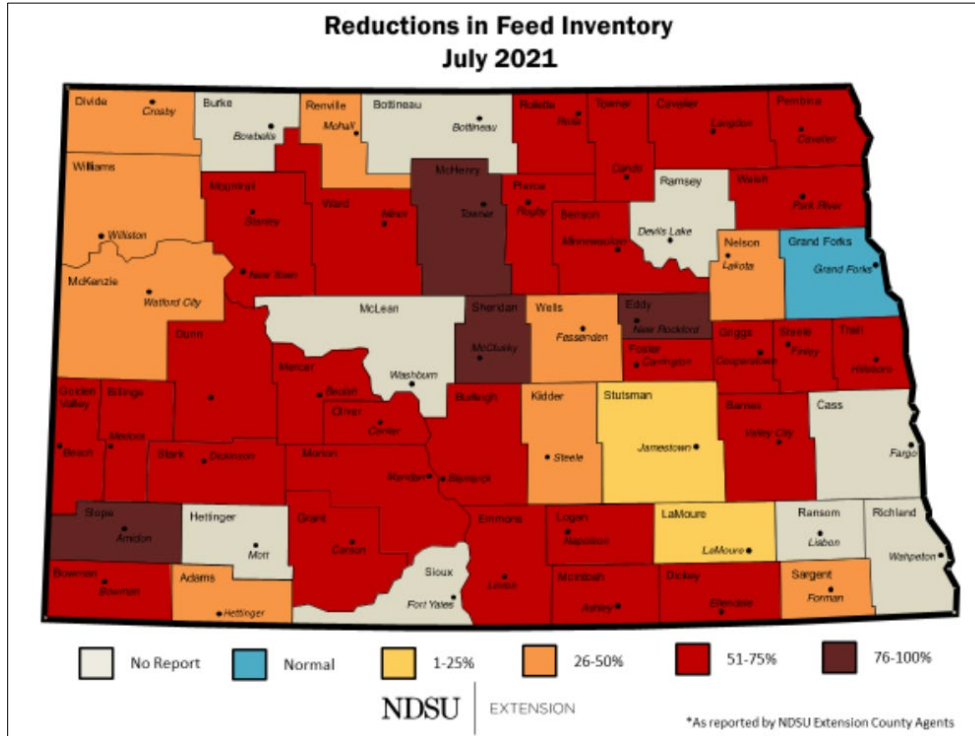 Reductions in Feed Inventory
July 2021
Divide
Crosby
Burke
Bowbells
Renville
Mohall
Bottineau
Bottineau
Rolette
Rolla
Towner
Cando
Cavalier
Langdon
Pembina
Cavalier
Williams
Williston
Mountrail
Stanley
New Town
Ward
Minot
McHenry
Towner
Pierce
Rugby
Benson
Minnewaukan
Ramsey
Devils Lake
Walsh
Park River
McKenzie
Watford City
Nelson
Lakota
Grand Forks
Grand Forks
McLean
Washburn
Sheridan
McClusky
Wells
Fessenden
Eddy
New Rockford
Foster
Carrington
Griggs
Cooperstown
Steele
Finley
Traill
Hillsboro
Dunn
Mercer
Beulah
Oliver
Center
Golden
Valley
Beach
Billings
Medora
Stark
Dickinson
Morton
Mandan
Burleigh
Bismarck
Kidder
Steele
Stutsman
Jamestown
Barnes
Valley City
Cass
Fargo
Slope
Amidon
Hettinger
Mott
Grant
Carson
Sioux
Fort Yates
Emmons
Linton
Logan
Napoleon
LaMoure
LaMoure
Ransom
Lisbon
Richland
Wahpeton
Bowman
Bowman
Adams
Hettinger
McIntosh
Ashley
Dickey
Ellendale
Sargent
Forman
No Report
Normal
1-25%
26-50%
51-75%
76-100%
NDSU EXTENSION
*As reported by NDSU Extension County Agents